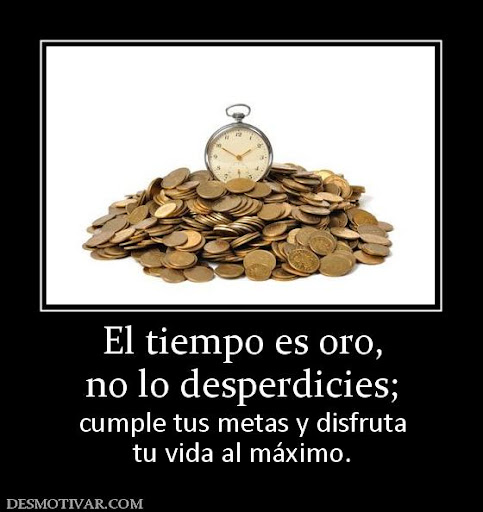 El tiempo es oro,
no lo desperdicies;
cumple tus metas y disfruta
tu vida al máximo.
DESMOTIVAR.COM